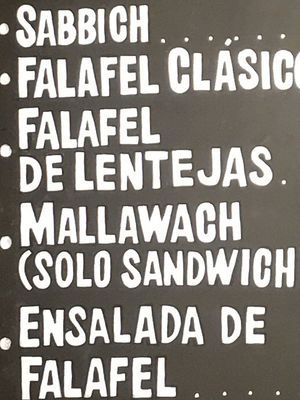 • SABBICH . . . . . .
• FALAFEL CLÁSICO
• FALAFEL
DE LENTEJAS .
• MALLAWACH
(SOLO SANDWICH
• ENSALADA DE
FALAFEL . . . .